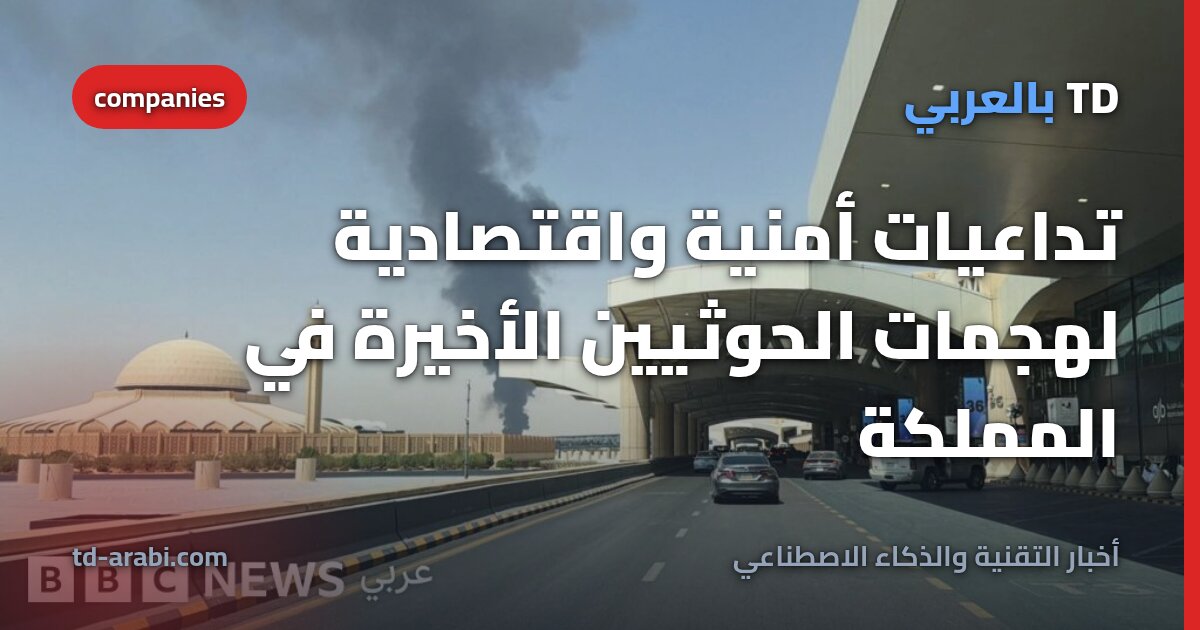 companies
TD بالعربي
تداعيات أمنية واقتصادية
لهجمات الحوثيين الأخيرة في
المملكة
36
td-arabi.com
أخبار التقنية والذكاء الاصطناعي
BBC NEWS عربي